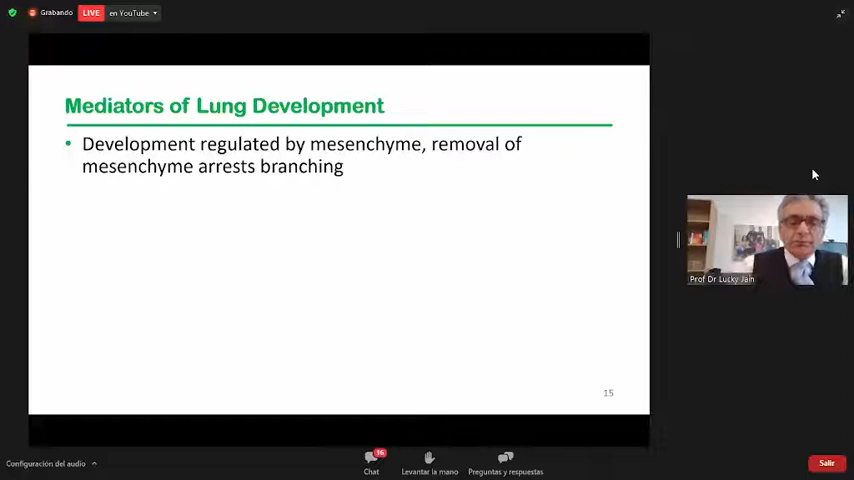 Grabando
LIVE
en YouTube
Mediators of Lung Development
• Development regulated by mesenchyme, removal of
mesenchyme arrests branching
Prof Dr Lucky Jain
15
Configuración del audio
16
Chat
Levantar la mano
Preguntas y respuestas
Salir